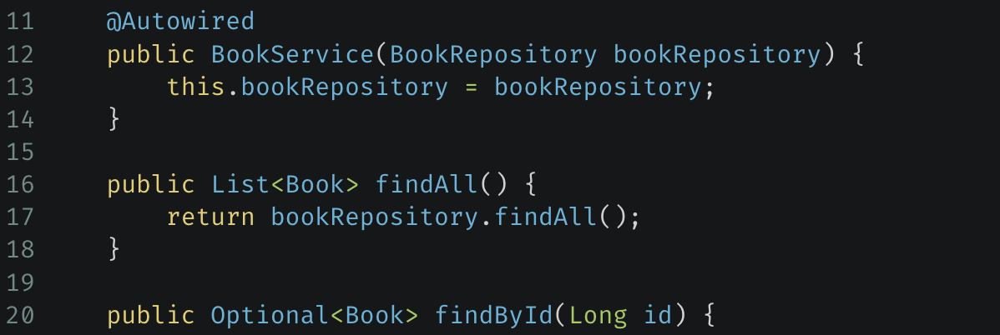 11    @Autowired
12    public BookService(BookRepository bookRepository) {
13        this.bookRepository = bookRepository;
14    }
15
16    public List<Book> findAll() {
17        return bookRepository.findAll();
18    }
19
20    public Optional<Book> findById(Long id) {